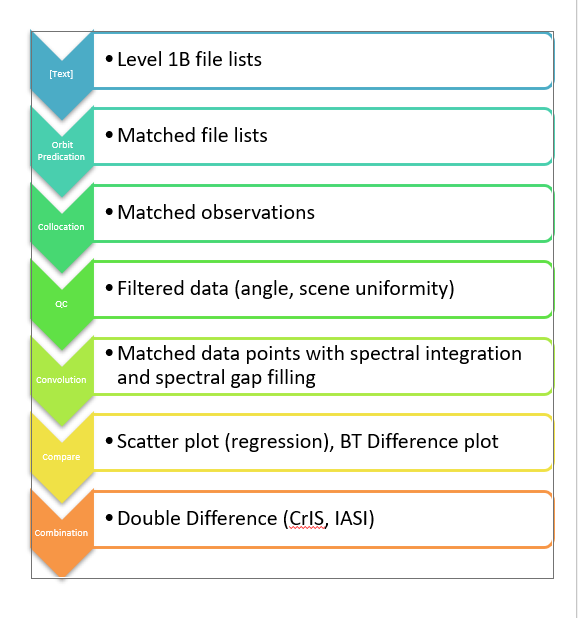 [Text]
• Level 1B file lists
Orbit
Predication
• Matched file lists
Collocation
• Matched observations
QC
• Filtered data (angle, scene uniformity)
Convolution
• Matched data points with spectral integration
and spectral gap filling
Compare
• Scatter plot (regression), BT Difference plot
Combination
• Double Difference (CrIS, IASI)